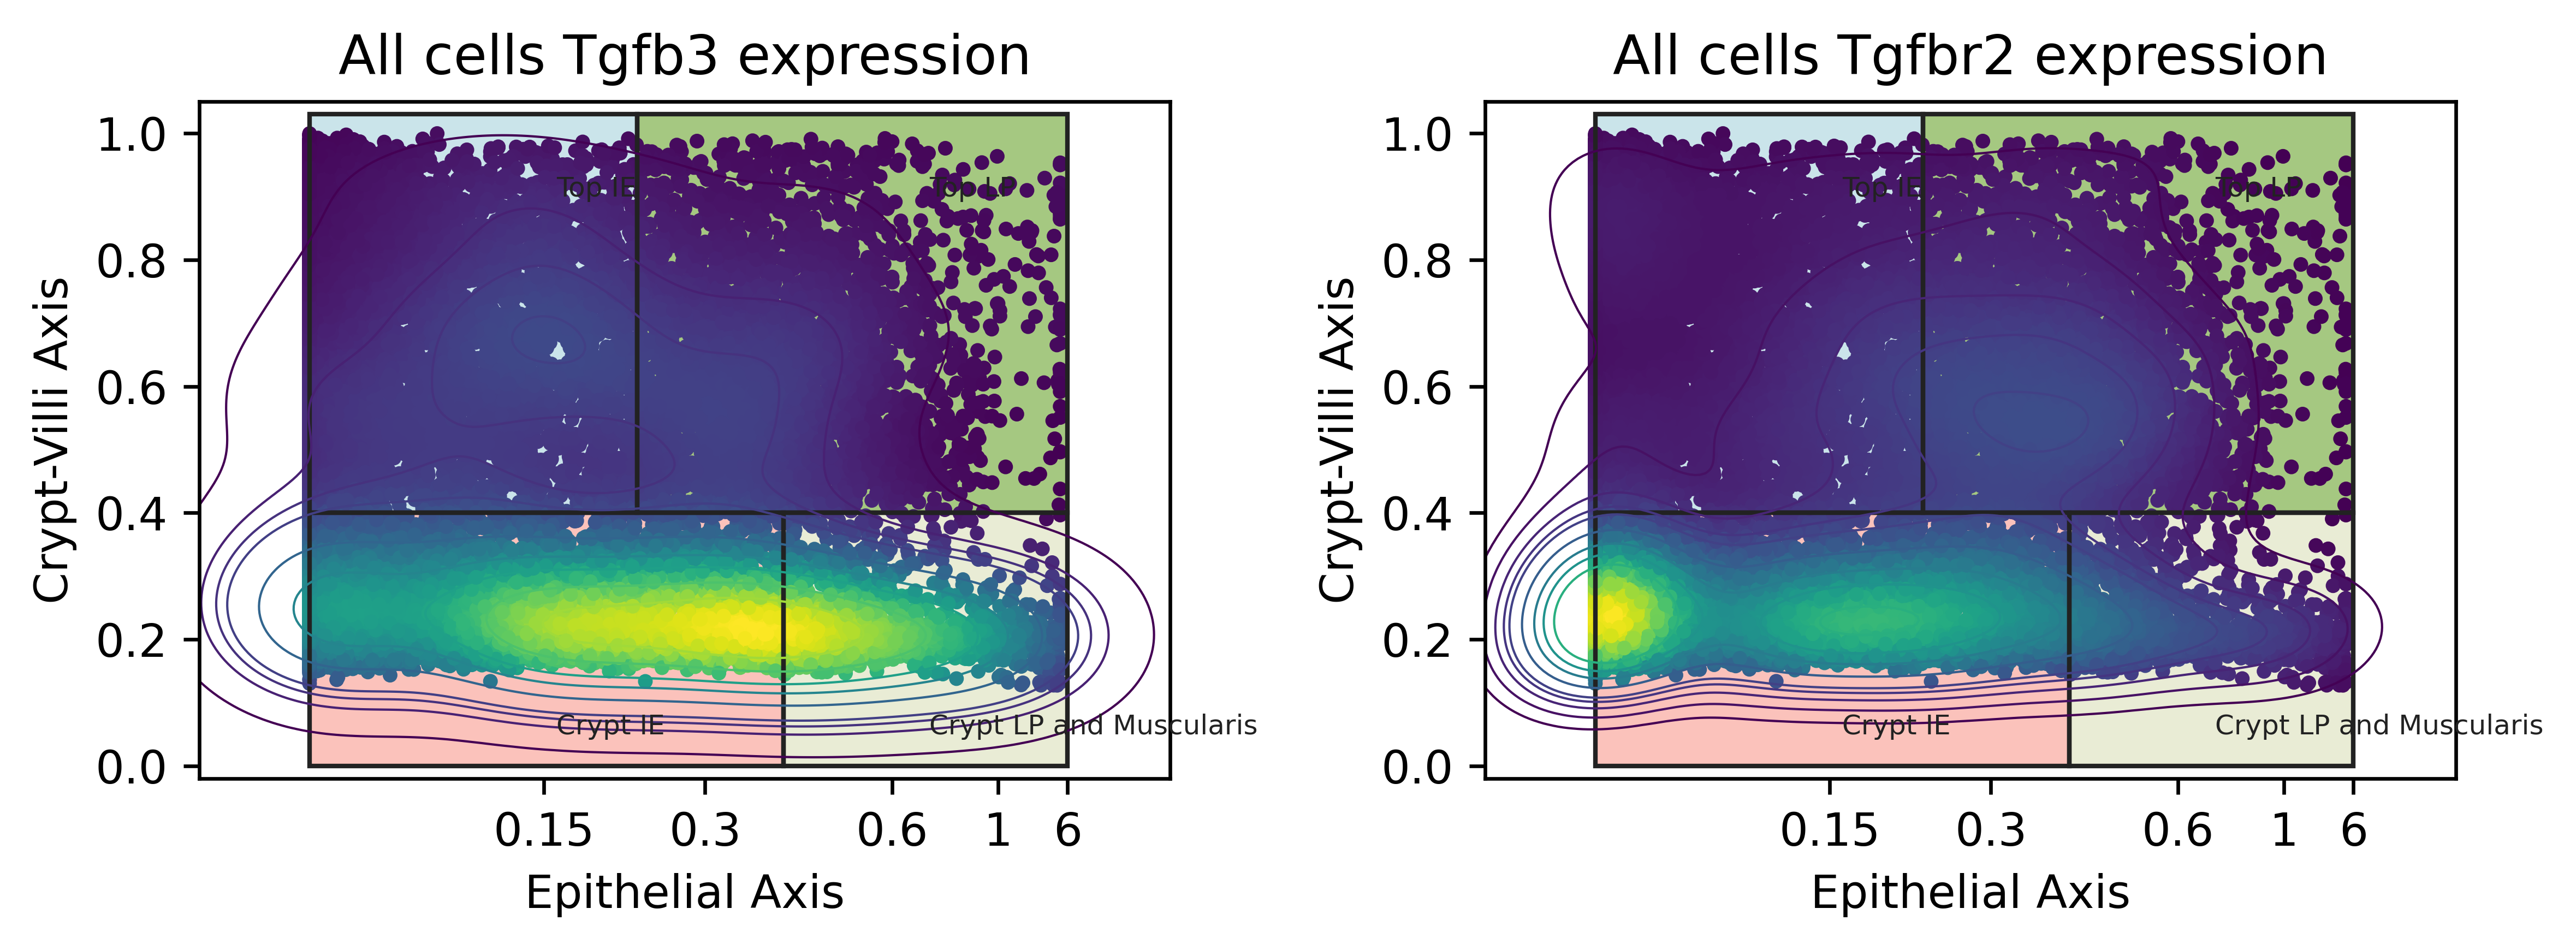 All cells Tgfb3 expression
Crypt-Villi Axis
1.0
0.8
0.6
0.4
0.2
0.0
Top IE
Top LP
Crypt IE
Crypt LP and Muscularis
0.15 0.3 0.6 1 6
Epithelial Axis
All cells Tgfbr2 expression
Crypt-Villi Axis
1.0
0.8
0.6
0.4
0.2
0.0
Top IE
Top LP
Crypt IE
Crypt LP and Muscularis
0.15 0.3 0.6 1 6
Epithelial Axis